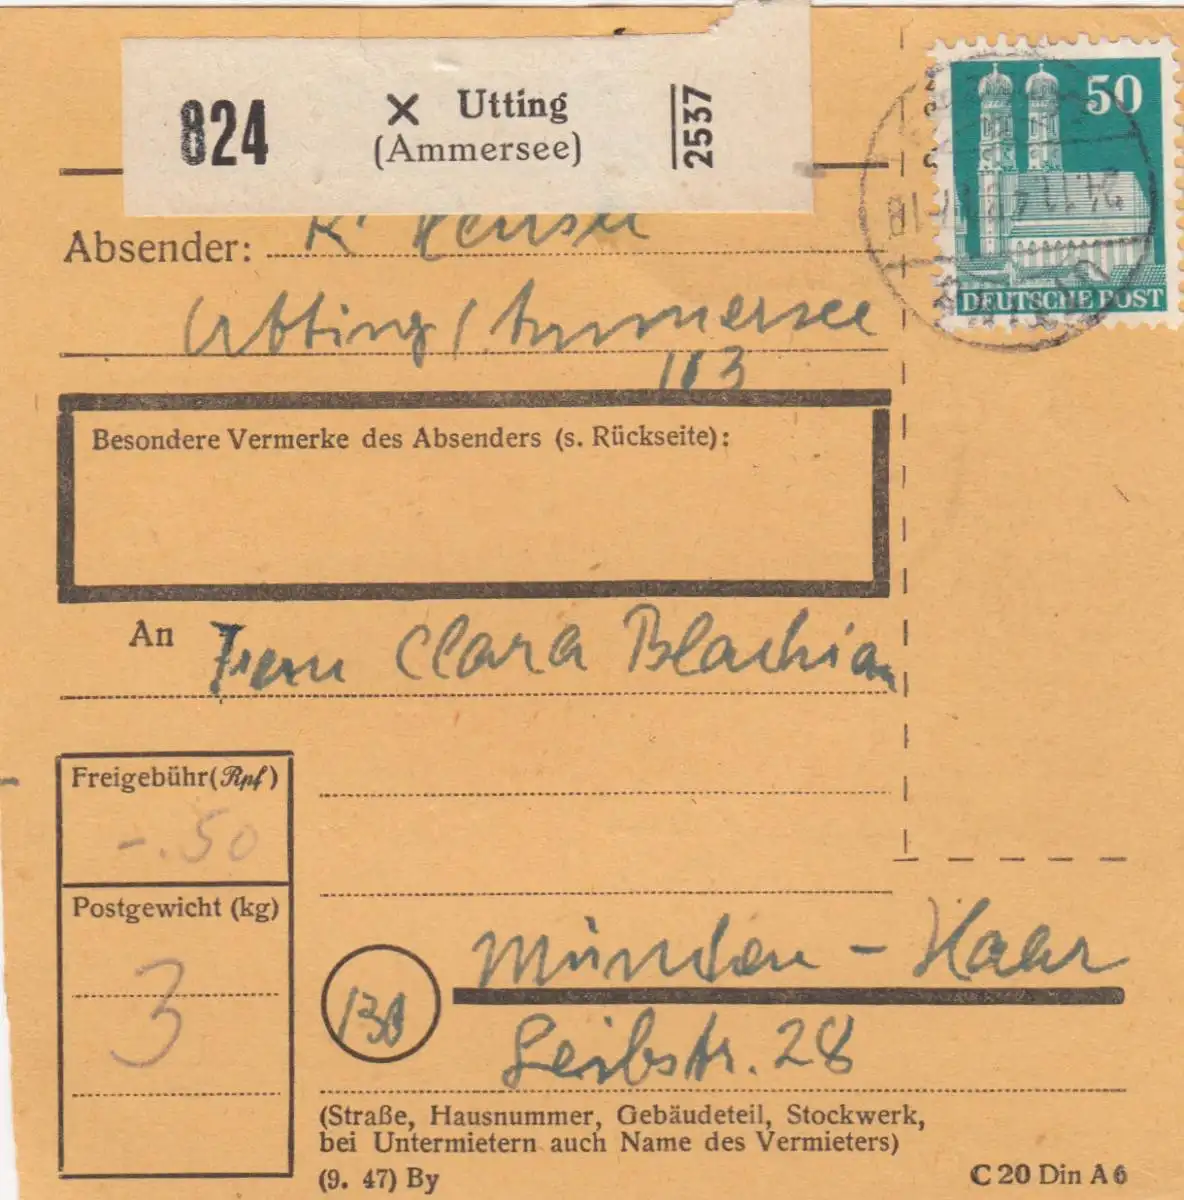 824
× Utting
(Ammersee)
2537
50
DEUTSCHE POST
Absender:
Utting / Ammersee
113
Besondere Vermerke des Absenders (s. Rückseite):
An Frau Clara Blachian
Freigebühr (Rpf)
-.50
Postgewicht (kg)
3
München - Haar
Leibstr. 28
(Straße, Hausnummer, Gebäudeteil, Stockwerk,
bei Untermietern auch Name des Vermieters)
(9. 47) By
C 20 Din A 6